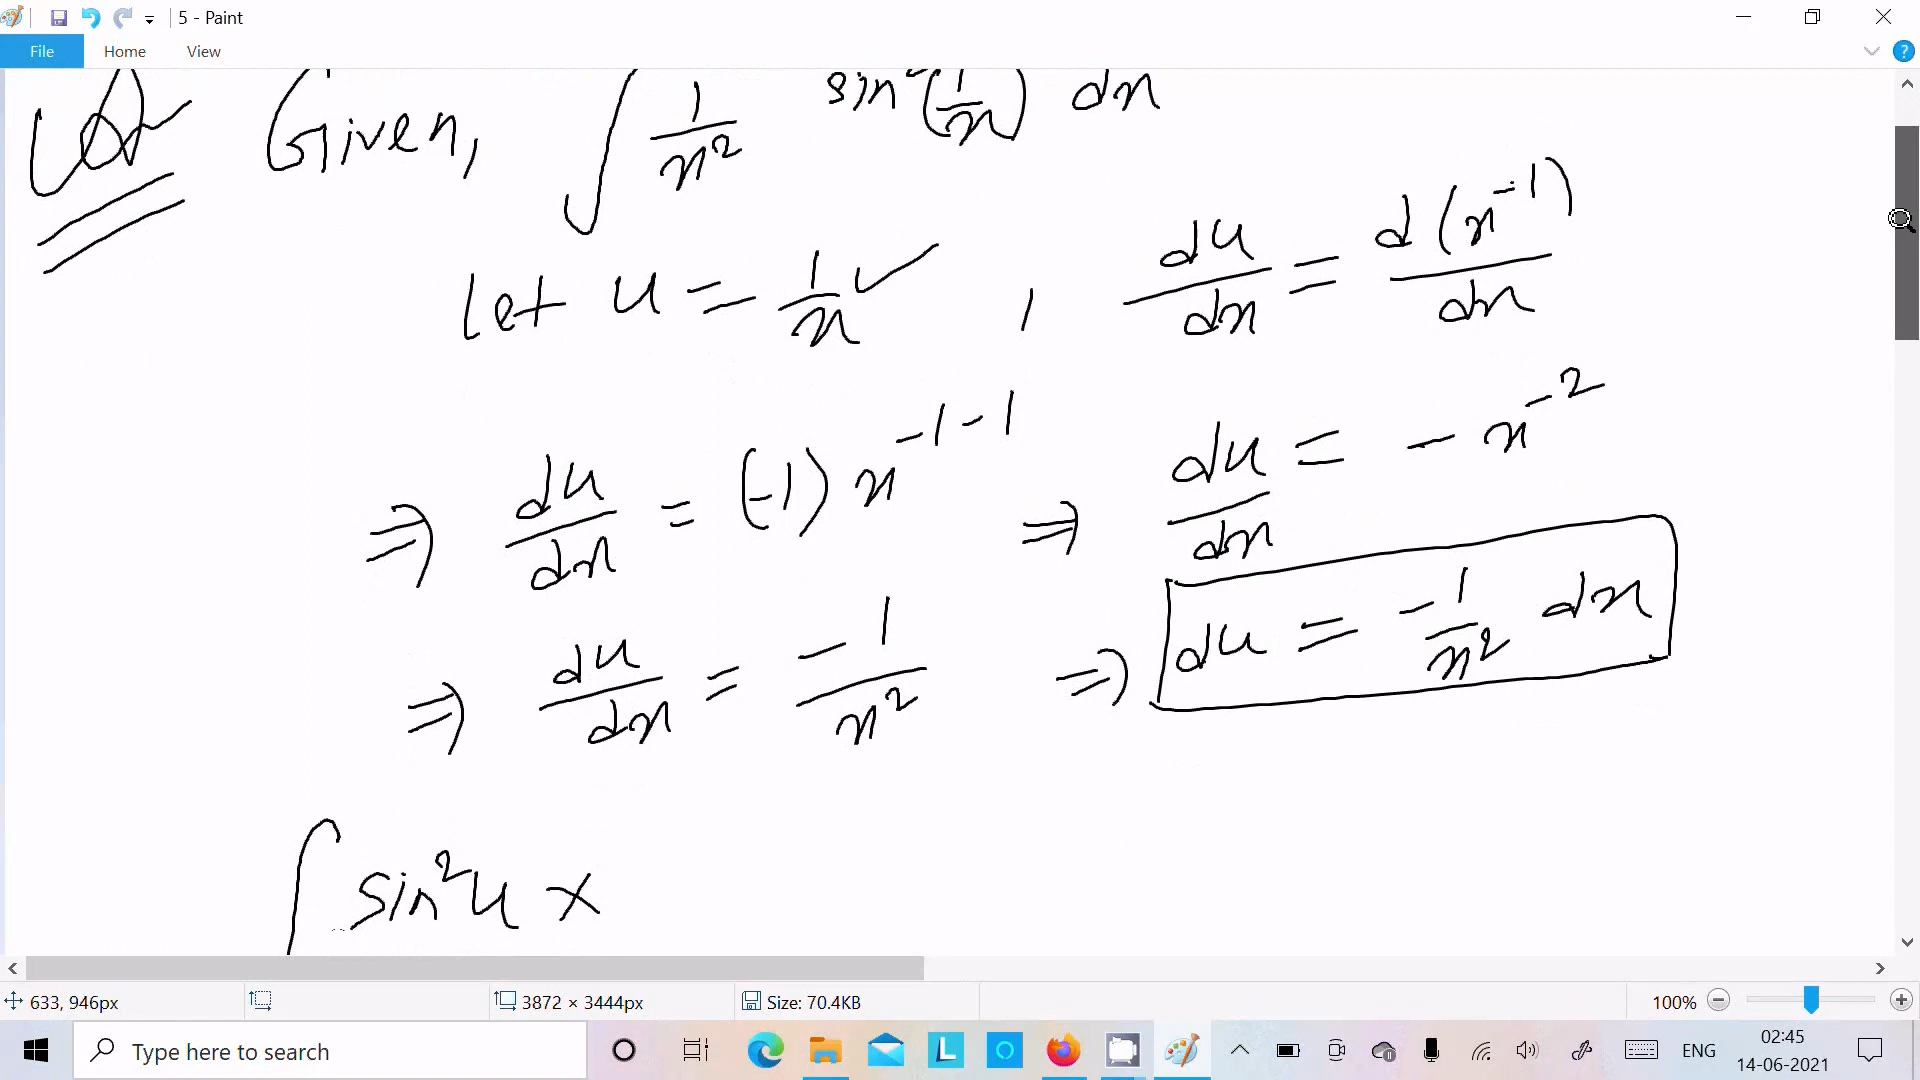 5 - Paint
File Home View
Given, ∫ 1/x² sin²(1/x) dx
let u = 1/x ✓ , du/dx = d(x⁻¹)/dx
⇒ du/dx = (-1) x⁻¹⁻¹ ⇒ du/dx = - x⁻²
⇒ du/dx = -1/x² ⇒ du = -1/x² dx
∫ sin²u ×
633, 946px 3872 × 3444px Size: 70.4KB 100%
Type here to search ENG 02:45
14-06-2021